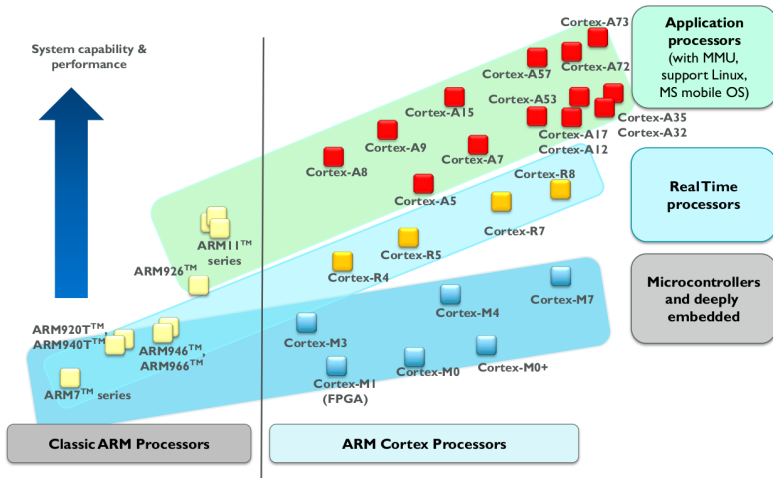 System capability &
performance
Cortex-A73
Cortex-A57
Cortex-A72
Cortex-A53
Cortex-A15
Cortex-A35
Cortex-A32
Cortex-A17
Cortex-A12
Cortex-A9
Cortex-A7
Cortex-A8
Cortex-A5
Cortex-R8
Cortex-R7
Cortex-R5
Cortex-R4
ARM11™
series
ARM926™
Cortex-M7
Cortex-M4
Cortex-M3
Cortex-M0+
Cortex-M0
Cortex-M1
(FPGA)
ARM920T™,
ARM940T™
ARM946™,
ARM966™
ARM7™ series
Application
processors
(with MMU,
support Linux,
MS mobile OS)
Real Time
processors
Microcontrollers
and deeply
embedded
Classic ARM Processors
ARM Cortex Processors